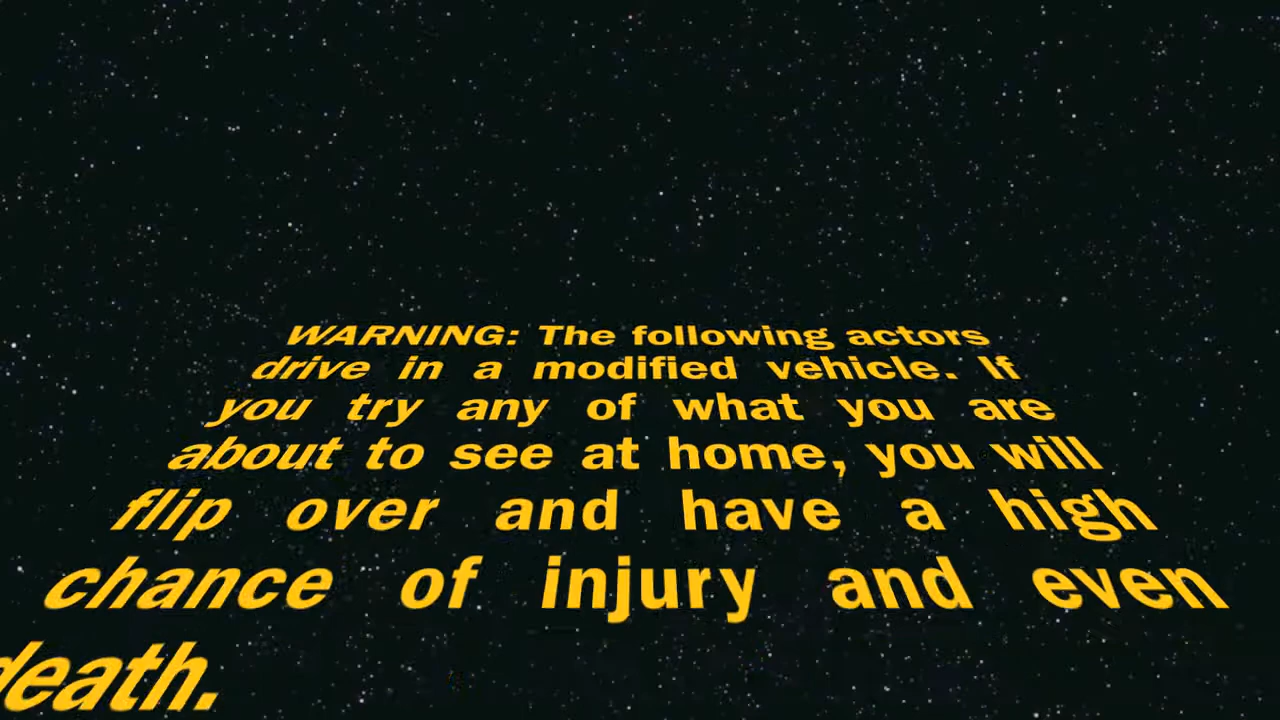 WARNING: The following actors
drive in a modified vehicle. If
you try any of what you are
about to see at home, you will
flip over and have a high
chance of injury and even
death.